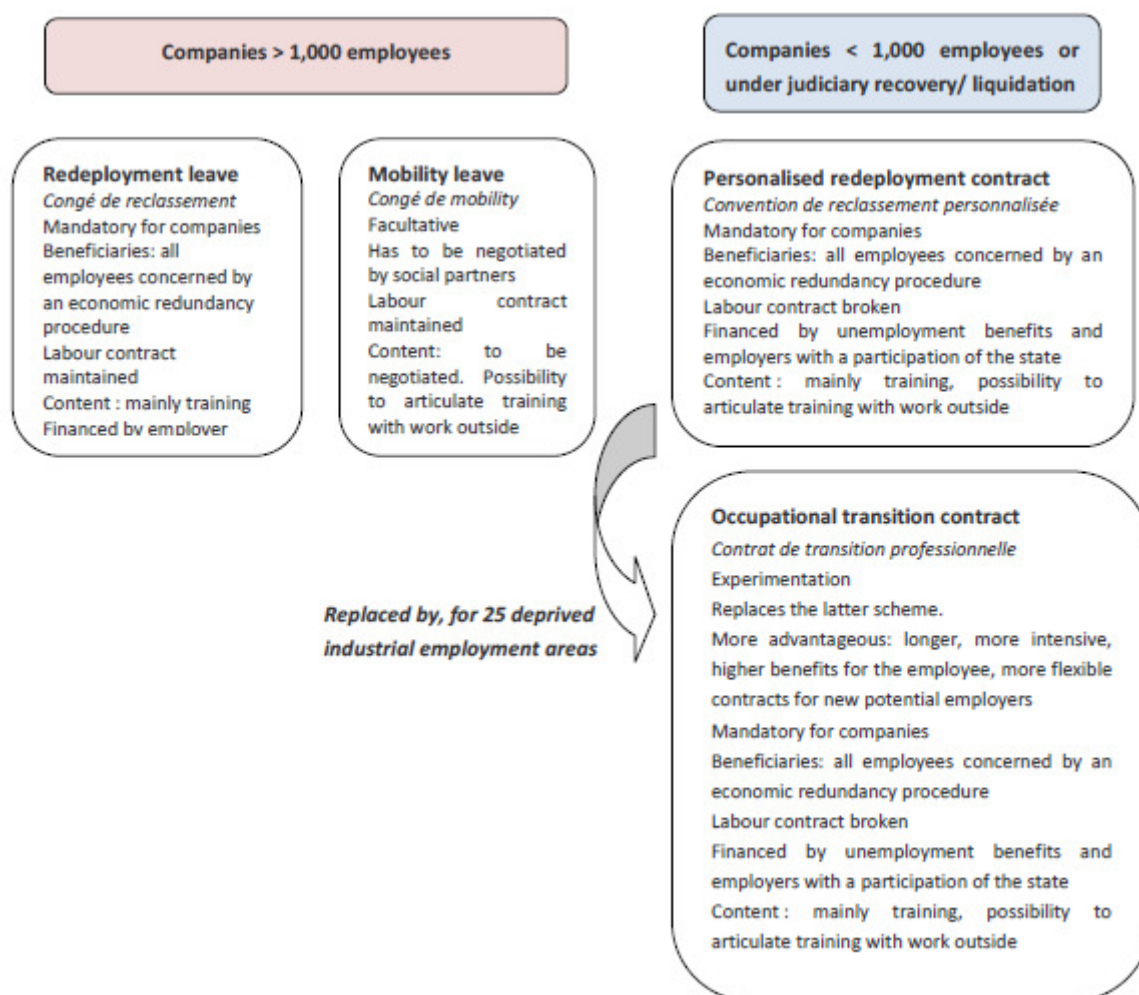 Companies > 1,000 employees
Companies < 1,000 employees or
under judiciary recovery/ liquidation
Redeployment leave
Congé de reclassement
Mandatory for companies
Beneficiaries: all
employees concerned by
an economic redundancy
procedure
Labour contract
maintained
Content : mainly training
Financed by employer
Mobility leave
Congé de mobility
Facultative
Has to be negotiated
by social partners
Labour contract
maintained
Content: to be
negotiated. Possibility
to articulate training
with work outside
Personalised redeployment contract
Convention de reclassement personnalisée
Mandatory for companies
Beneficiaries: all employees concerned by an
economic redundancy procedure
Labour contract broken
Financed by unemployment benefits and
employers with a participation of the state
Content : mainly training, possibility to
articulate training with work outside
Replaced by, for 25 deprived
industrial employment areas
Occupational transition contract
Contrat de transition professionnelle
Experimentation
Replaces the latter scheme.
More advantageous: longer, more intensive,
higher benefits for the employee, more flexible
contracts for new potential employers
Mandatory for companies
Beneficiaries: all employees concerned by an
economic redundancy procedure
Labour contract broken
Financed by unemployment benefits and
employers with a participation of the state
Content : mainly training, possibility to
articulate training with work outside